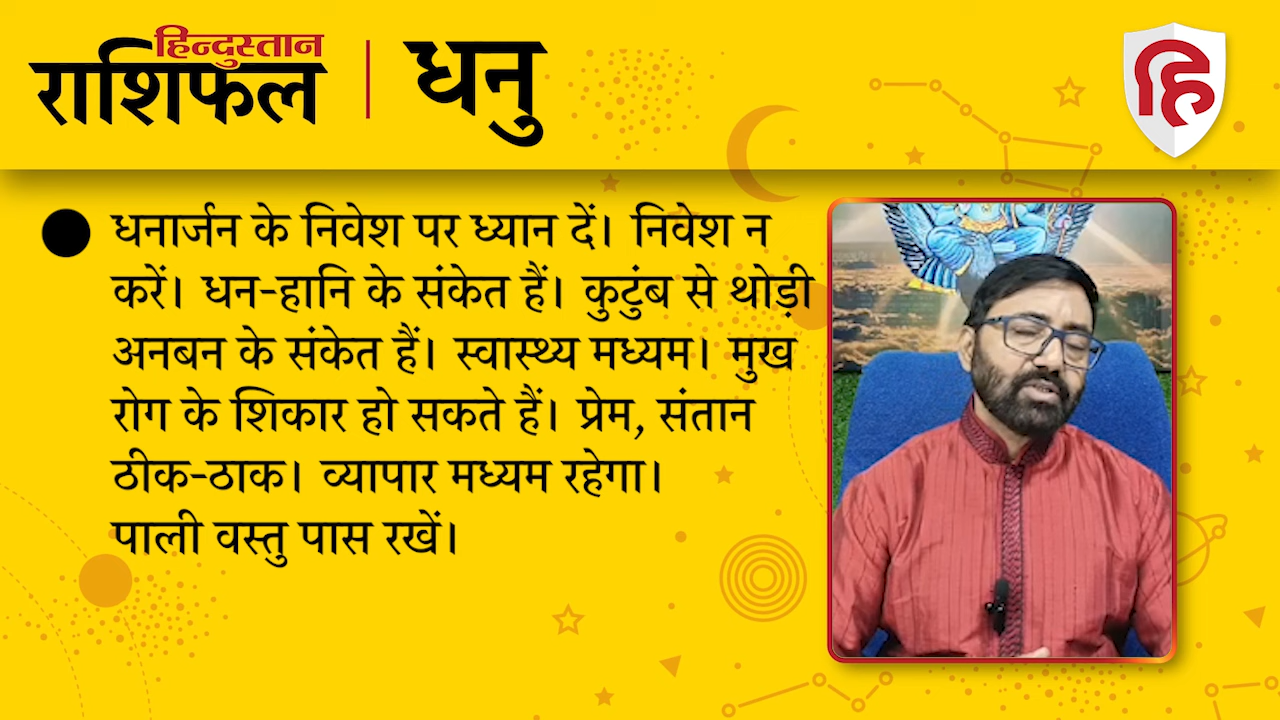 हिन्दुस्तान
राशिफल
धनु
हि
धनार्जन के निवेश पर ध्यान दें। निवेश न
करें। धन-हानि के संकेत हैं। कुटुंब से थोड़ी
अनबन के संकेत हैं। स्वास्थ्य मध्यम। मुख
रोग के शिकार हो सकते हैं। प्रेम, संतान
ठीक-ठाक। व्यापार मध्यम रहेगा।
पाली वस्तु पास रखें।